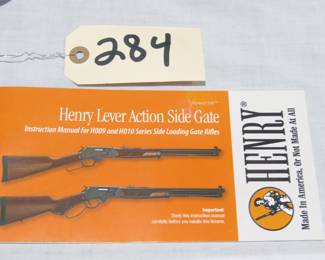 284
Henry Lever Action Side Gate
Instruction Manual for H009 and H010 Series Side Loading Gate Rifles
Important:
Study this instruction manual
carefully before you handle this firearm.
HENRY®
Made In America, Or Not Made At All